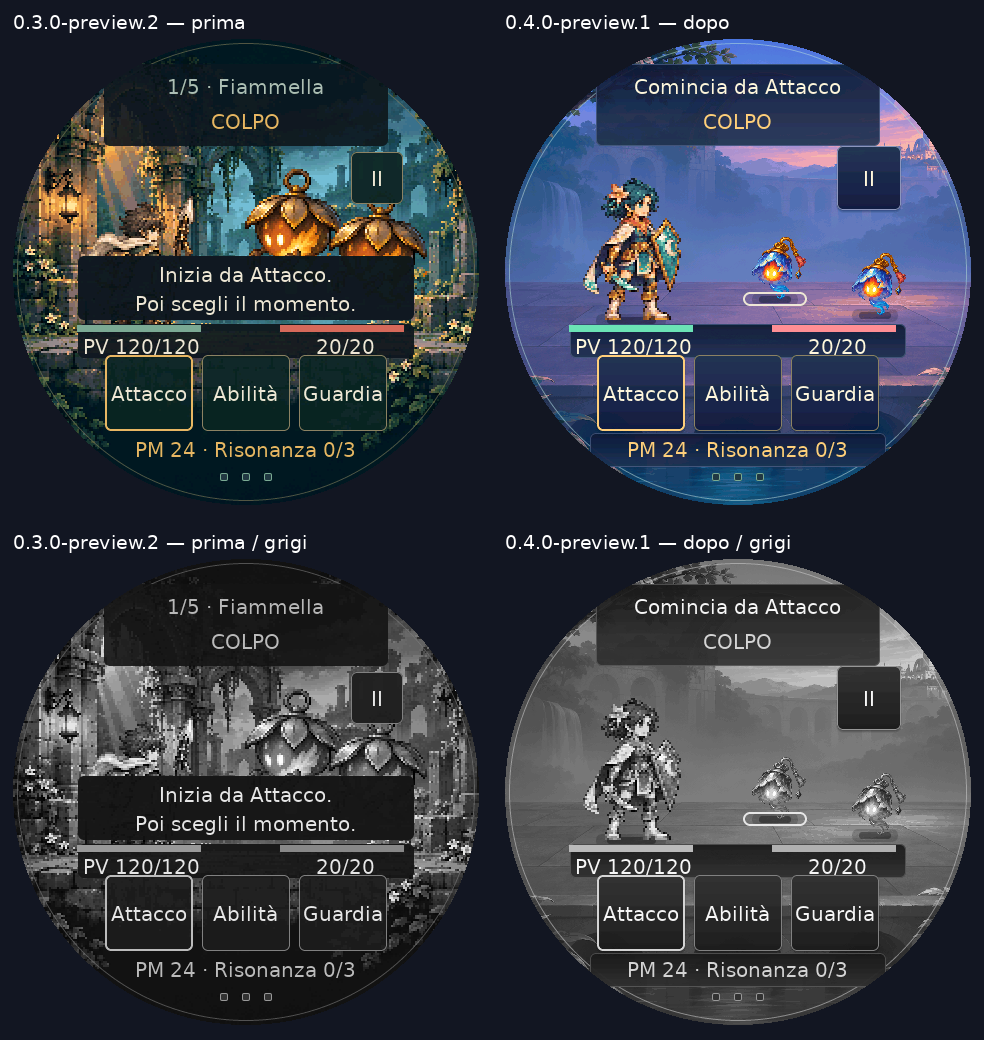 0.3.0-preview.2 — prima
1/5 · Fiammella
COLPO
II
Inizia da Attacco.
Poi scegli il momento.
PV 120/120
20/20
Attacco
Abilità
Guardia
PM 24 · Risonanza 0/3
0.4.0-preview.1 — dopo
Comincia da Attacco
COLPO
II
PV 120/120
20/20
Attacco
Abilità
Guardia
PM 24 · Risonanza 0/3
0.3.0-preview.2 — prima / grigi
1/5 · Fiammella
COLPO
II
Inizia da Attacco.
Poi scegli il momento.
PV 120/120
20/20
Attacco
Abilità
Guardia
PM 24 · Risonanza 0/3
0.4.0-preview.1 — dopo / grigi
Comincia da Attacco
COLPO
II
PV 120/120
20/20
Attacco
Abilità
Guardia
PM 24 · Risonanza 0/3